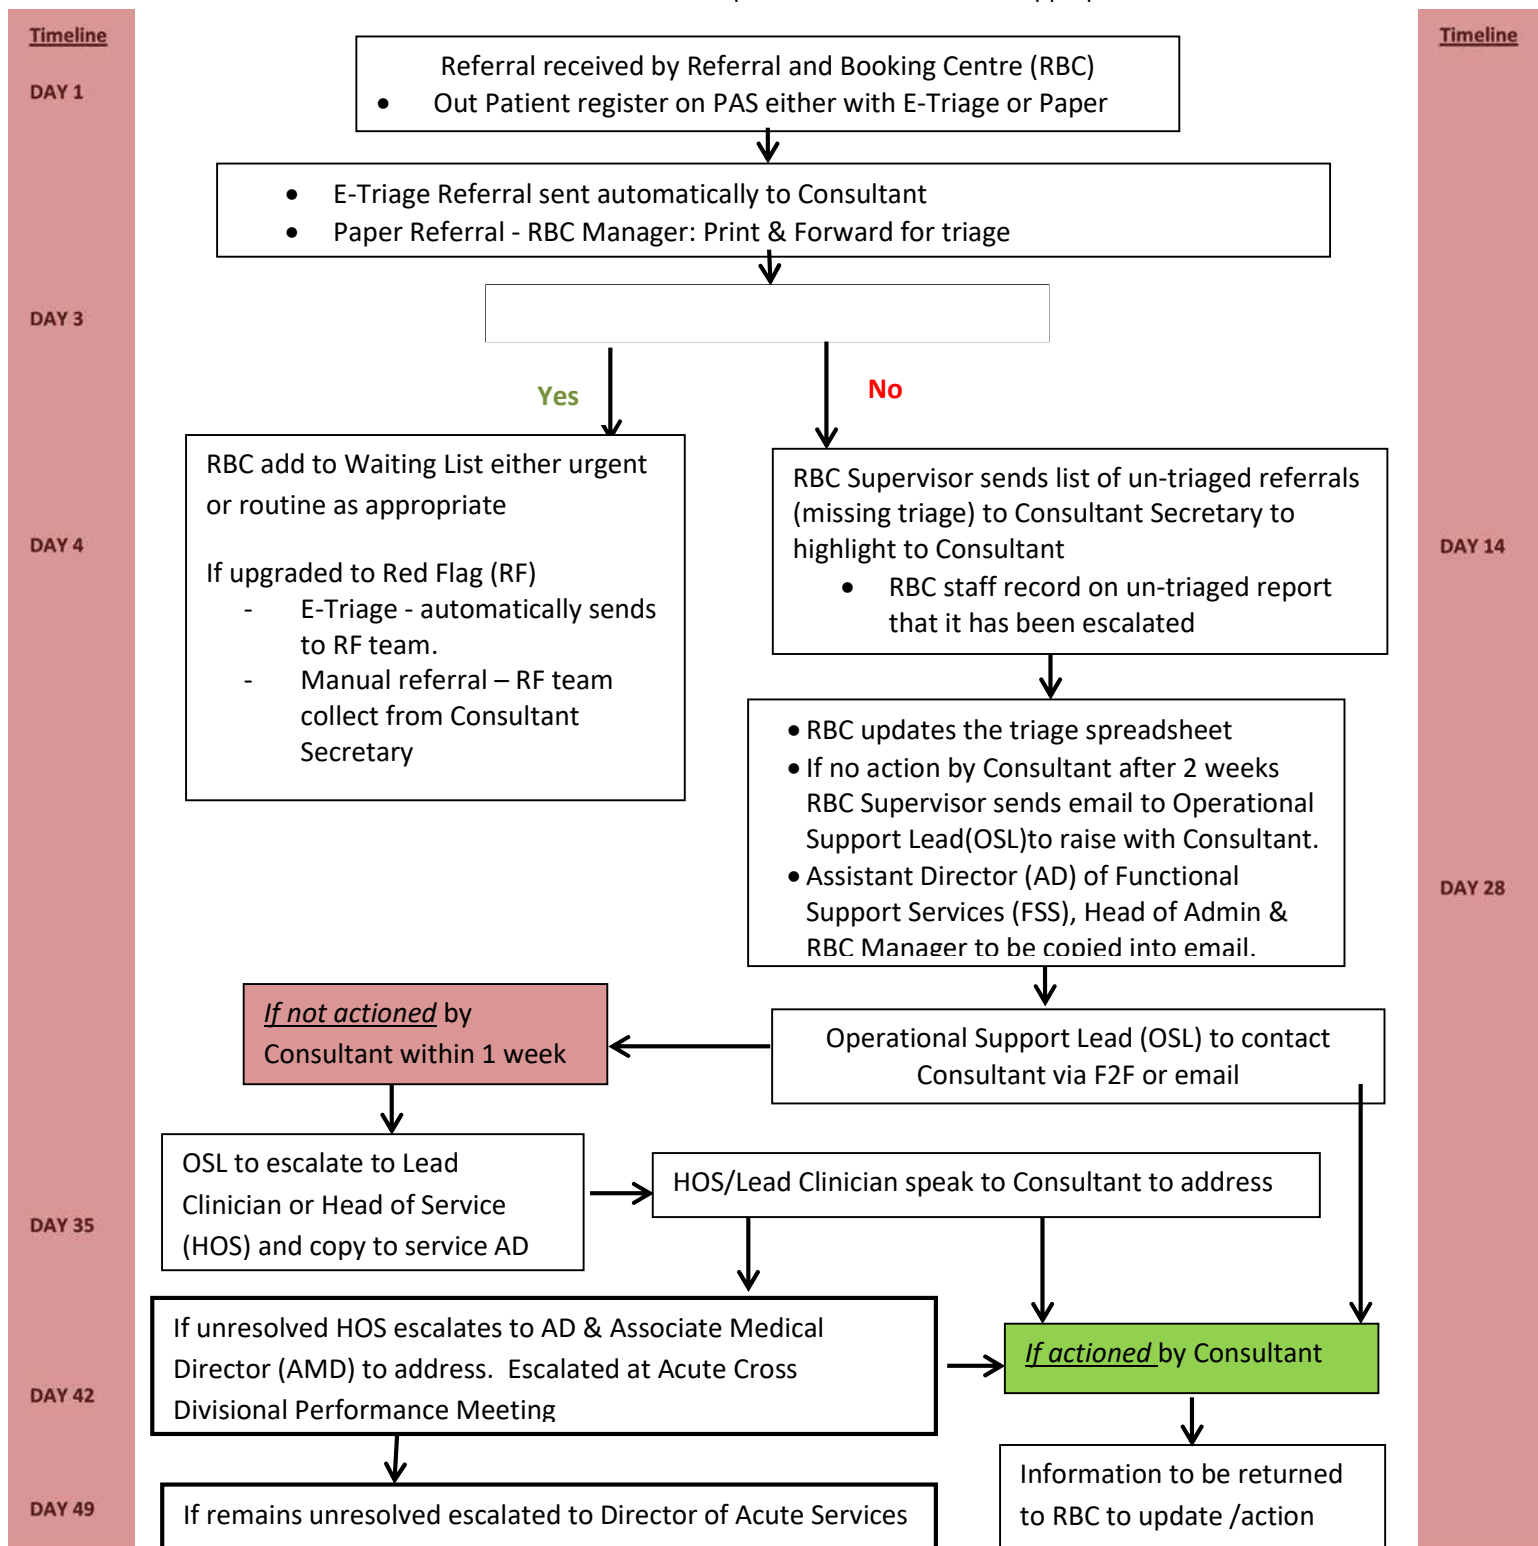 Timeline
Timeline
DAY 1
Referral received by Referral and Booking Centre (RBC)
• Out Patient register on PAS either with E-Triage or Paper
• E-Triage Referral sent automatically to Consultant
• Paper Referral - RBC Manager: Print & Forward for triage
DAY 3
Yes
No
RBC add to Waiting List either urgent
or routine as appropriate
If upgraded to Red Flag (RF)
- E-Triage - automatically sends
to RF team.
- Manual referral – RF team
collect from Consultant
Secretary
DAY 4
RBC Supervisor sends list of un-triaged referrals
(missing triage) to Consultant Secretary to
highlight to Consultant
• RBC staff record on un-triaged report
that it has been escalated
DAY 14
• RBC updates the triage spreadsheet
• If no action by Consultant after 2 weeks
RBC Supervisor sends email to Operational
Support Lead(OSL)to raise with Consultant.
• Assistant Director (AD) of Functional
Support Services (FSS), Head of Admin &
RBC Manager to be copied into email.
DAY 28
If not actioned by
Consultant within 1 week
Operational Support Lead (OSL) to contact
Consultant via F2F or email
OSL to escalate to Lead
Clinician or Head of Service
(HOS) and copy to service AD
HOS/Lead Clinician speak to Consultant to address
DAY 35
If unresolved HOS escalates to AD & Associate Medical
Director (AMD) to address. Escalated at Acute Cross
Divisional Performance Meeting
If actioned by Consultant
DAY 42
Information to be returned
to RBC to update /action
DAY 49
If remains unresolved escalated to Director of Acute Services